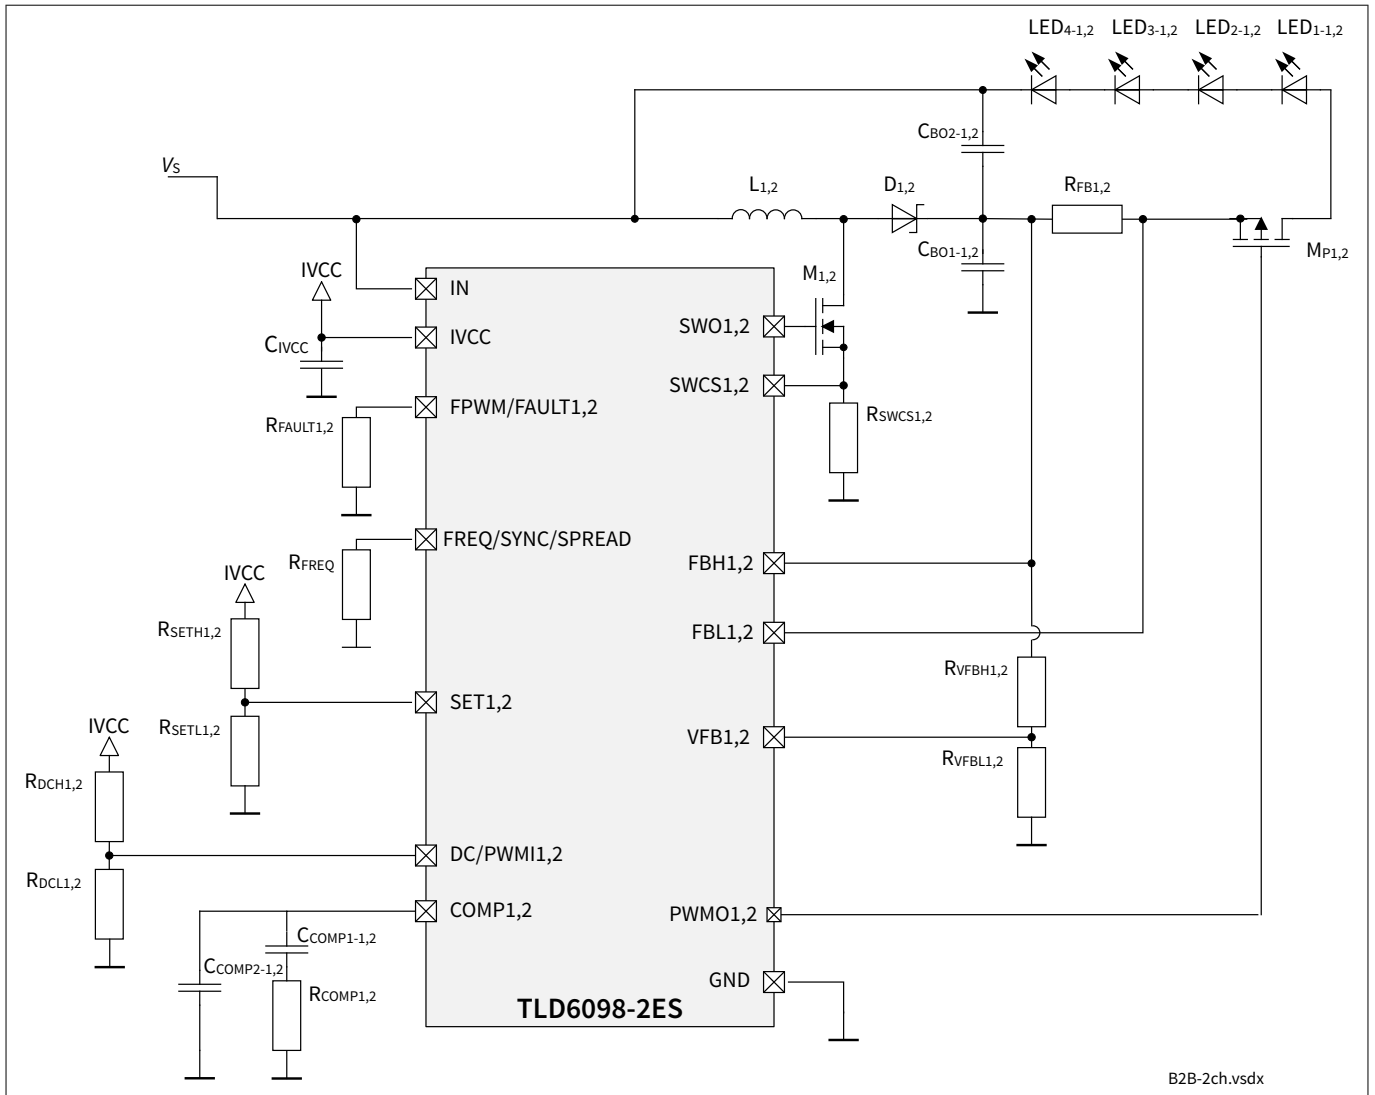 LED4-1,2 LED3-1,2 LED2-1,2 LED1-1,2
CBO2-1,2
VS
L1,2
D1,2
RFB1,2
CBO1-1,2
MP1,2
IVCC
M1,2
IN
SWO1,2
CIVCC
IVCC
SWCS1,2
FPWM/FAULT1,2
RFAULT1,2
RSWCS1,2
FREQ/SYNC/SPREAD
RFREQ
FBH1,2
IVCC
RSETH1,2
FBL1,2
RVFBH1,2
SET1,2
IVCC
RSETL1,2
VFB1,2
RVFBL1,2
RDCH1,2
DC/PWMI1,2
RDCL1,2
COMP1,2
PWMO1,2
CCOMP1-1,2
CCOMP2-1,2
GND
RCOMP1,2
TLD6098-2ES
B2B-2ch.vsdx